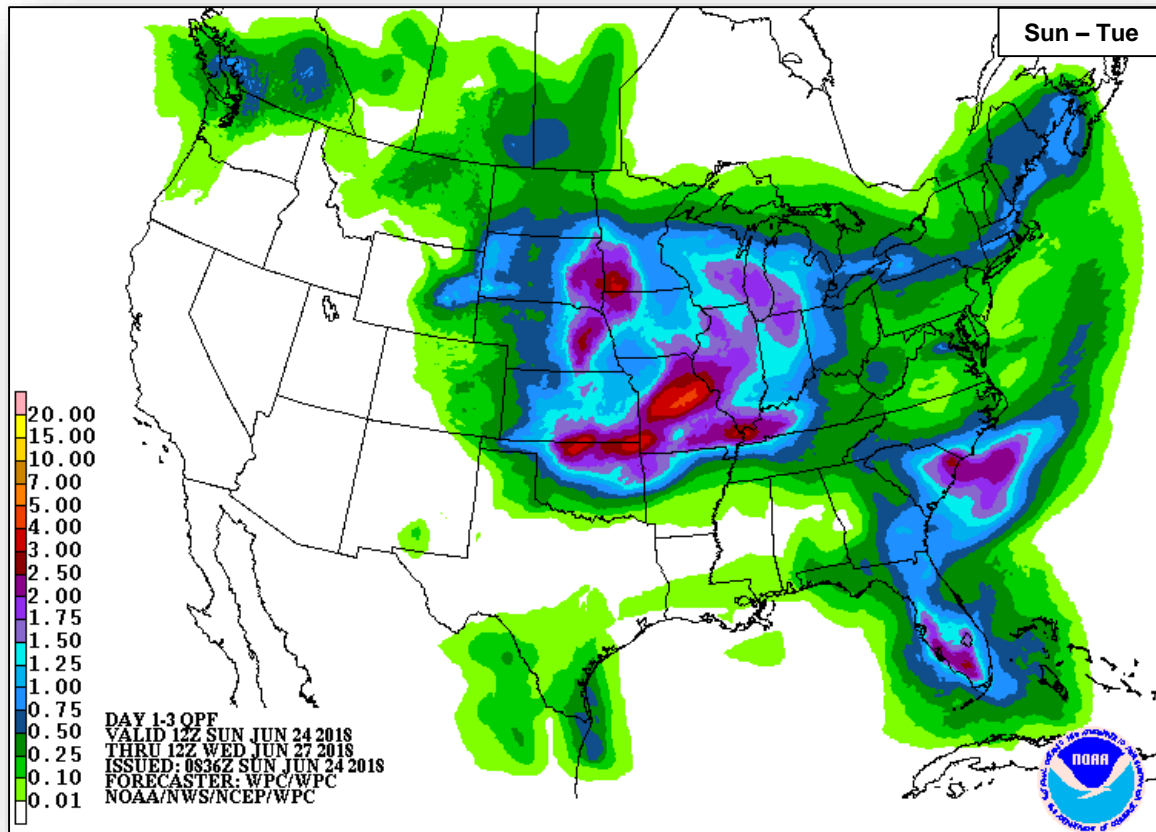 Sun – Tue
20.00
15.00
10.00
7.00
5.00
4.00
3.00
2.50
2.00
1.75
1.50
1.25
1.00
0.75
0.50
0.25
0.10
0.01
DAY 1-3 QPF
VALID 12Z SUN JUN 24 2018
THRU 12Z WED JUN 27 2018
ISSUED: 0836Z SUN JUN 24 2018
FORECASTER: WPC/WPC
NOAA/NWS/NCEP/WPC
NOAA